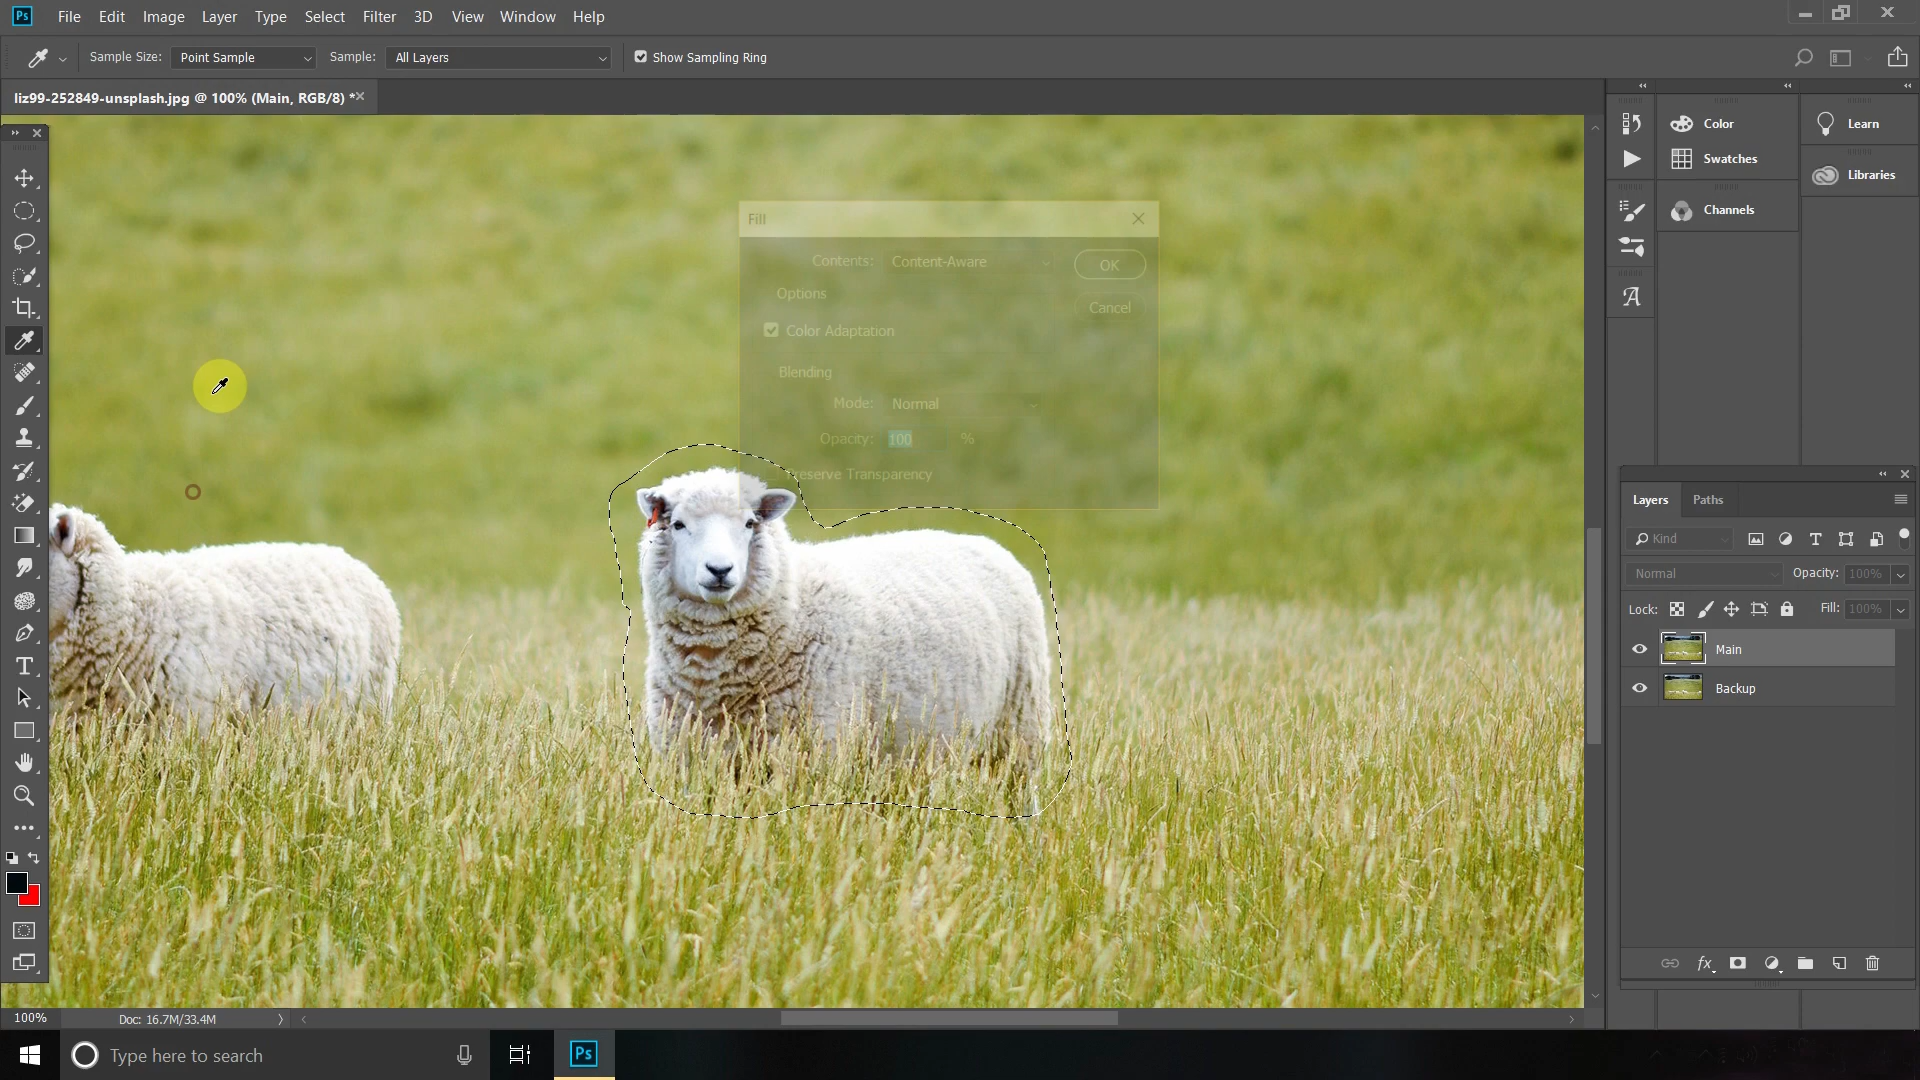 Ps File Edit Image Layer Type Select Filter 3D View Window Help
Sample Size: Point Sample Sample: All Layers Show Sampling Ring
liz99-252849-unsplash.jpg @ 100% (Main, RGB/8) *
Color
Learn
Swatches
Libraries
Channels
Fill
Contents: Content-Aware
OK
Options
Cancel
Color Adaptation
Blending
Mode: Normal
Opacity: 100 %
Preserve Transparency
Layers Paths
Kind
Normal Opacity: 100%
Lock: Fill: 100%
Main
Backup
100% Doc: 16.7M/33.4M
Type here to search
Ps